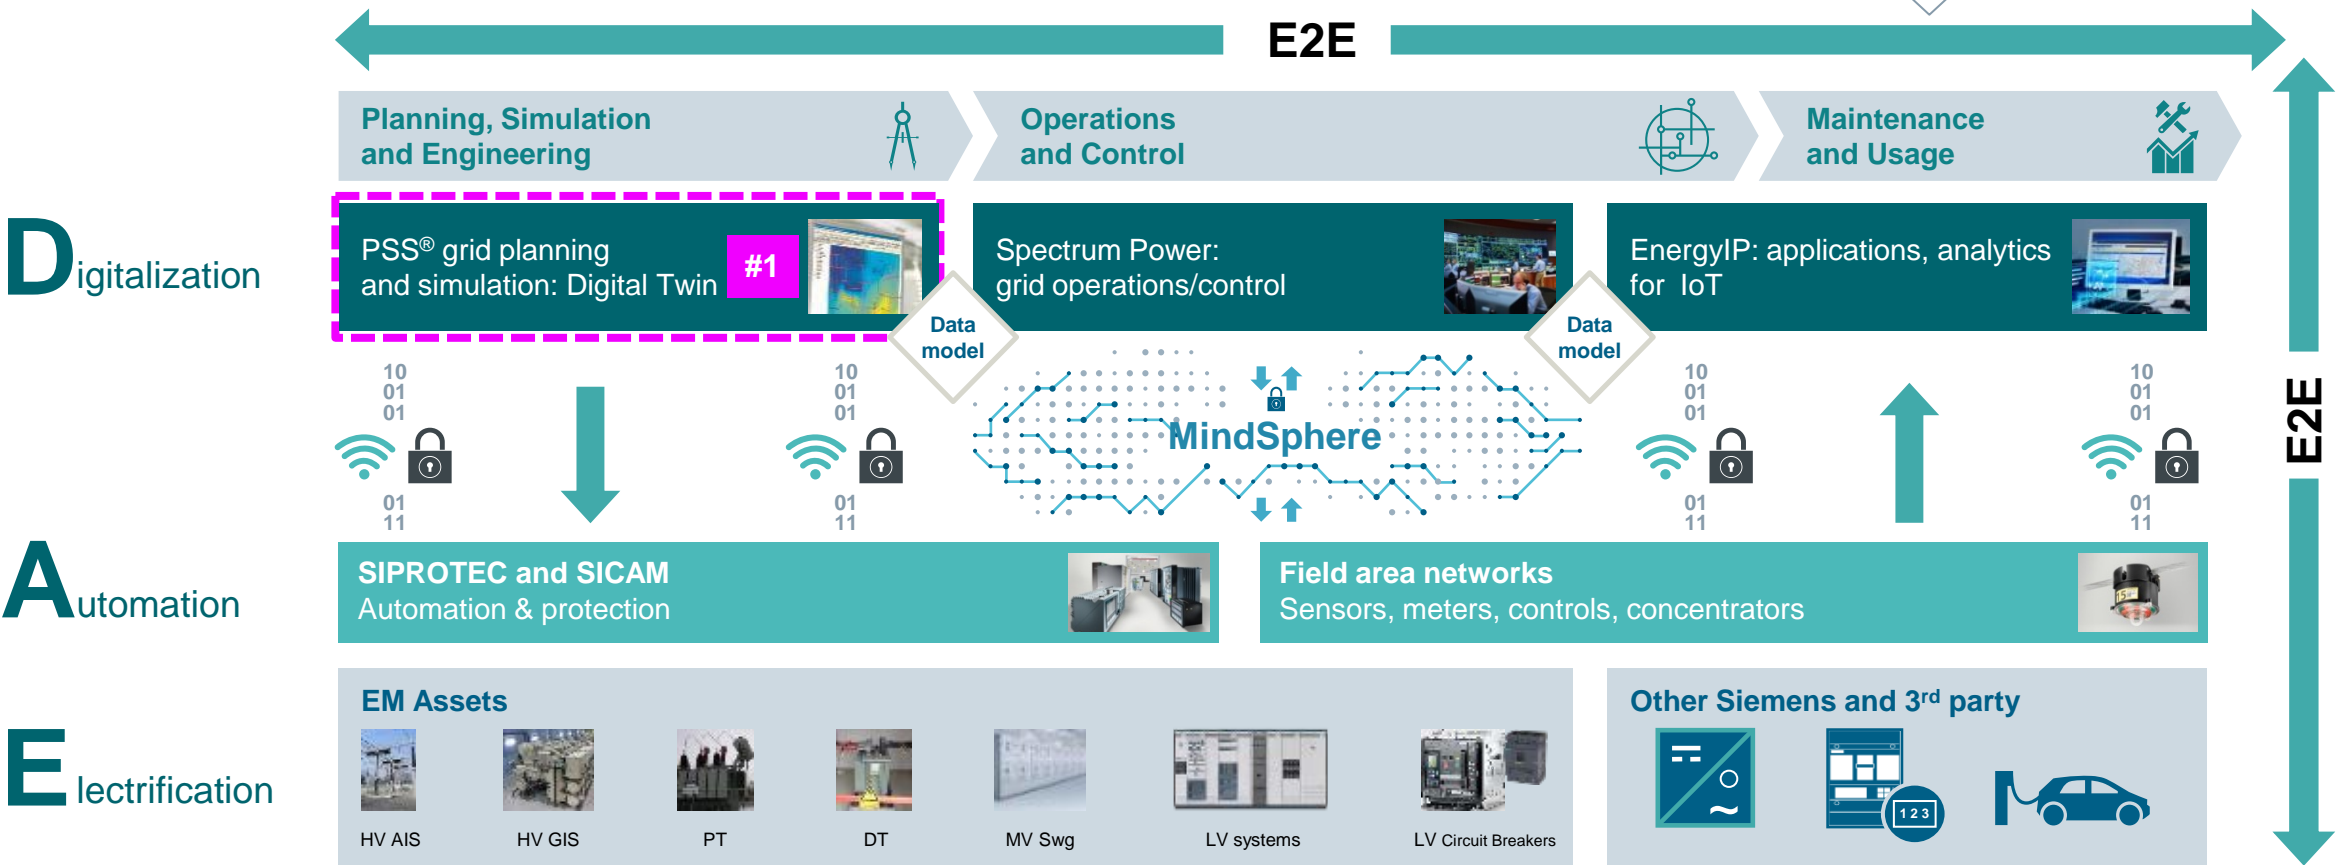 E2E
Planning, Simulation
and Engineering
Operations
and Control
Maintenance
and Usage
Digitalization
PSS® grid planning
and simulation: Digital Twin
#1
Spectrum Power:
grid operations/control
EnergyIP: applications, analytics
for IoT
Data
model
Data
model
10
01
01
10
01
01
10
01
01
10
01
01
MindSphere
E2E
01
11
01
11
01
11
01
11
Automation
SIPROTEC and SICAM
Automation & protection
Field area networks
Sensors, meters, controls, concentrators
15
Electrification
EM Assets
HV AIS
HV GIS
PT
DT
MV Swg
LV systems
LV Circuit Breakers
Other Siemens and 3rd party
1 2 3